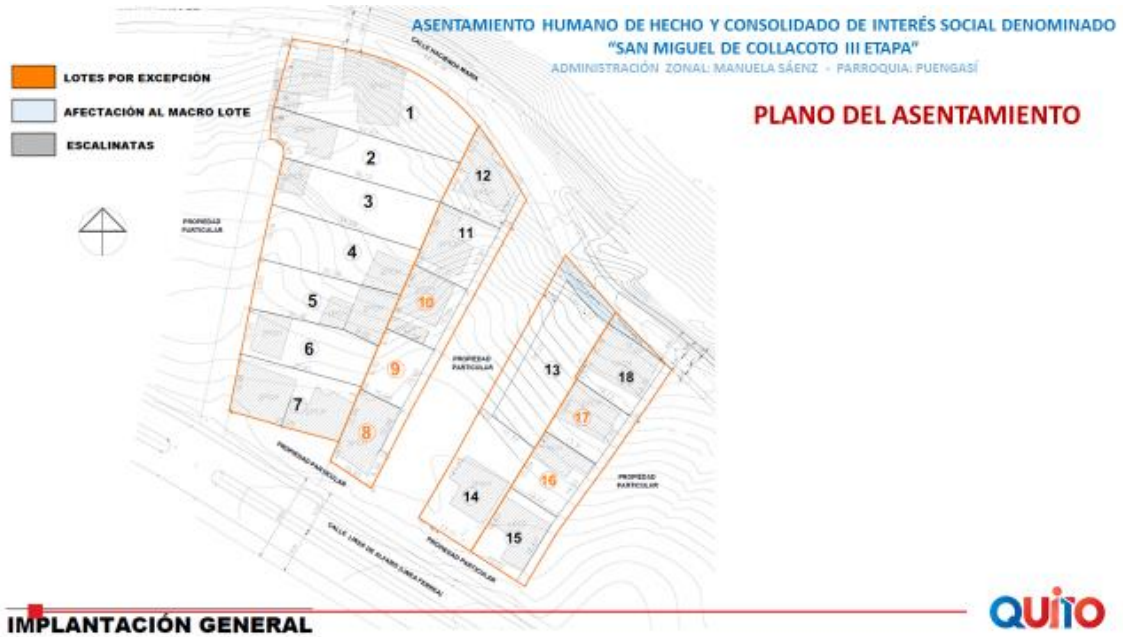 ASENTAMIENTO HUMANO DE HECHO Y CONSOLIDADO DE INTERÉS SOCIAL DENOMINADO
“SAN MIGUEL DE COLLACOTO III ETAPA”
ADMINISTRACIÓN ZONAL: MANUELA SÁENZ - PARROQUIA: PUENGASÍ
PLANO DEL ASENTAMIENTO
LOTES POR EXCEPCIÓN
AFECTACIÓN AL MACRO LOTE
ESCALINATAS
CALLE HACIENDA MARIA
1
2
12
3
PROPIEDAD
PARTICULAR
11
4
5
10
6
9
PROPIEDAD
PARTICULAR
13
18
7
8
17
PROPIEDAD PARTICULAR
16
PROPIEDAD
PARTICULAR
14
15
PROPIEDAD PARTICULAR
IMPLANTACIÓN GENERAL
QUITO